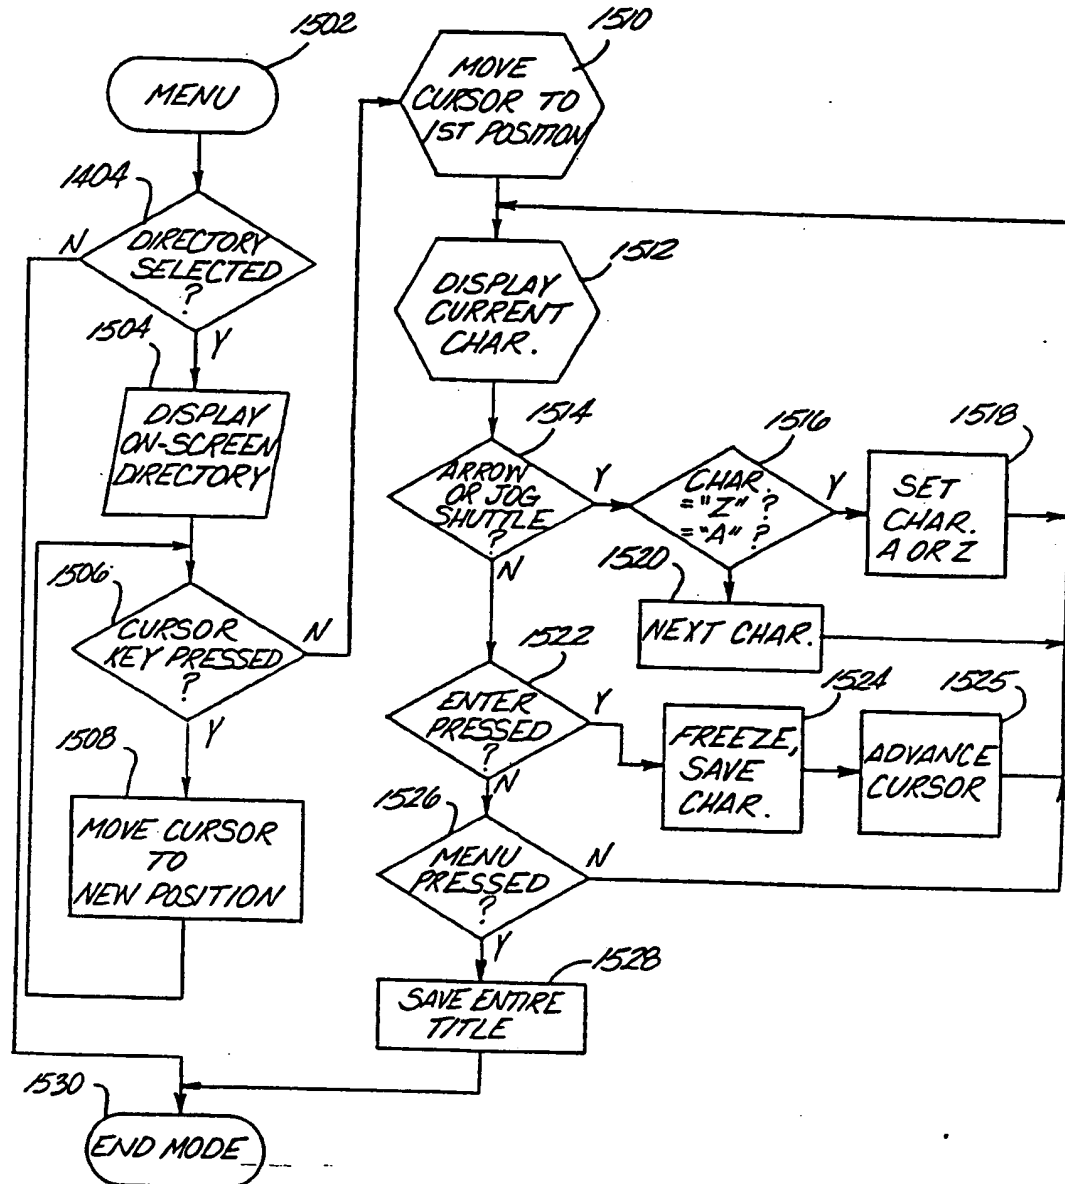 1502
MENU
1404
N
DIRECTORY
SELECTED
?
Y
1504
DISPLAY
ON-SCREEN
DIRECTORY
1506
CURSOR
KEY PRESSED
?
N
Y
1508
MOVE CURSOR
TO
NEW POSITION
1510
MOVE
CURSOR TO
1ST POSITION
1512
DISPLAY
CURRENT
CHAR.
1514
ARROW
OR JOG
SHUTTLE
?
Y
N
1516
CHAR.
="Z" ?
="A" ?
Y
1518
SET
CHAR.
A OR Z
1520
NEXT CHAR.
1522
ENTER
PRESSED
?
Y
N
1524
FREEZE,
SAVE
CHAR.
1525
ADVANCE
CURSOR
1526
MENU
PRESSED
?
N
Y
1528
SAVE ENTIRE
TITLE
1530
END MODE